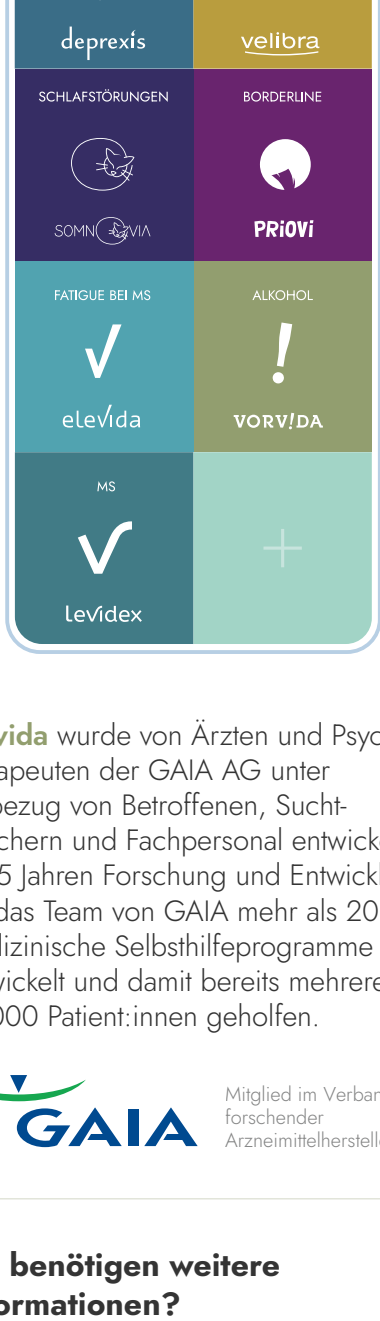 deprexis
velibra
SCHLAFSTÖRUNGEN
BORDERLINE
SOMNOVIA
PRiOVi
FATIGUE BEI MS
ALKOHOL
elevida
VORV!DA
MS
levidex
vida wurde von Ärzten und Psyc
apeuten der GAIA AG unter
bezug von Betroffenen, Sucht-
chern und Fachpersonal entwick
5 Jahren Forschung und Entwickl
das Team von GAIA mehr als 20
dizinische Selbsthilfeprogramme
wickelt und damit bereits mehrere
000 Patient:innen geholfen.
GAIA
Mitglied im Verban
forschender
Arzneimittelherstelle
benötigen weitere
ormationen?